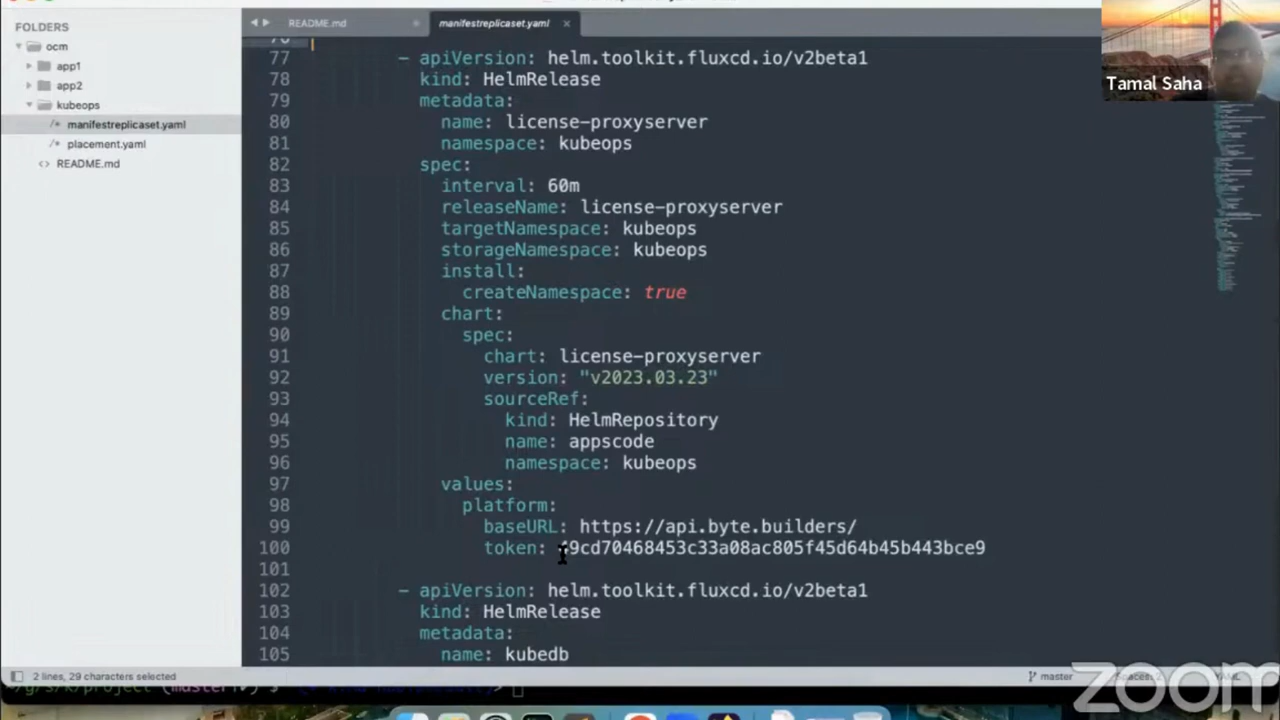 FOLDERS
ocm
app1
app2
kubeops
manifestreplicaset.yaml
placement.yaml
README.md
README.md
manifestreplicaset.yaml
77 - apiVersion: helm.toolkit.fluxcd.io/v2beta1
78 kind: HelmRelease
79 metadata:
80 name: license-proxyserver
81 namespace: kubeops
82 spec:
83 interval: 60m
84 releaseName: license-proxyserver
85 targetNamespace: kubeops
86 storageNamespace: kubeops
87 install:
88 createNamespace: true
89 chart:
90 spec:
91 chart: license-proxyserver
92 version: "v2023.03.23"
93 sourceRef:
94 kind: HelmRepository
95 name: appscode
96 namespace: kubeops
97 values:
98 platform:
99 baseURL: https://api.byte.builders/
100 token: f9cd70468453c33a08ac805f45d64b45b443bce9
101
102 - apiVersion: helm.toolkit.fluxcd.io/v2beta1
103 kind: HelmRelease
104 metadata:
105 name: kubedb
2 lines, 29 characters selected
master
Tamal Saha
zoom